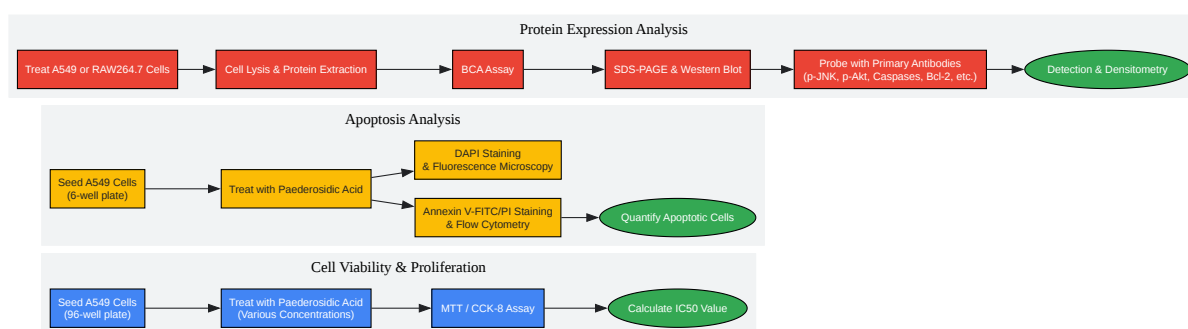 Protein Expression Analysis
Treat A549 or RAW264.7 Cells
Cell Lysis & Protein Extraction
BCA Assay
SDS-PAGE & Western Blot
Probe with Primary Antibodies
(p-JNK, p-Akt, Caspases, Bcl-2, etc.)
Detection & Densitometry
Apoptosis Analysis
Seed A549 Cells
(6-well plate)
Treat with Paederosidic Acid
DAPI Staining
& Fluorescence Microscopy
Annexin V-FITC/PI Staining
& Flow Cytometry
Quantify Apoptotic Cells
Cell Viability & Proliferation
Seed A549 Cells
(96-well plate)
Treat with Paederosidic Acid
(Various Concentrations)
MTT / CCK-8 Assay
Calculate IC50 Value